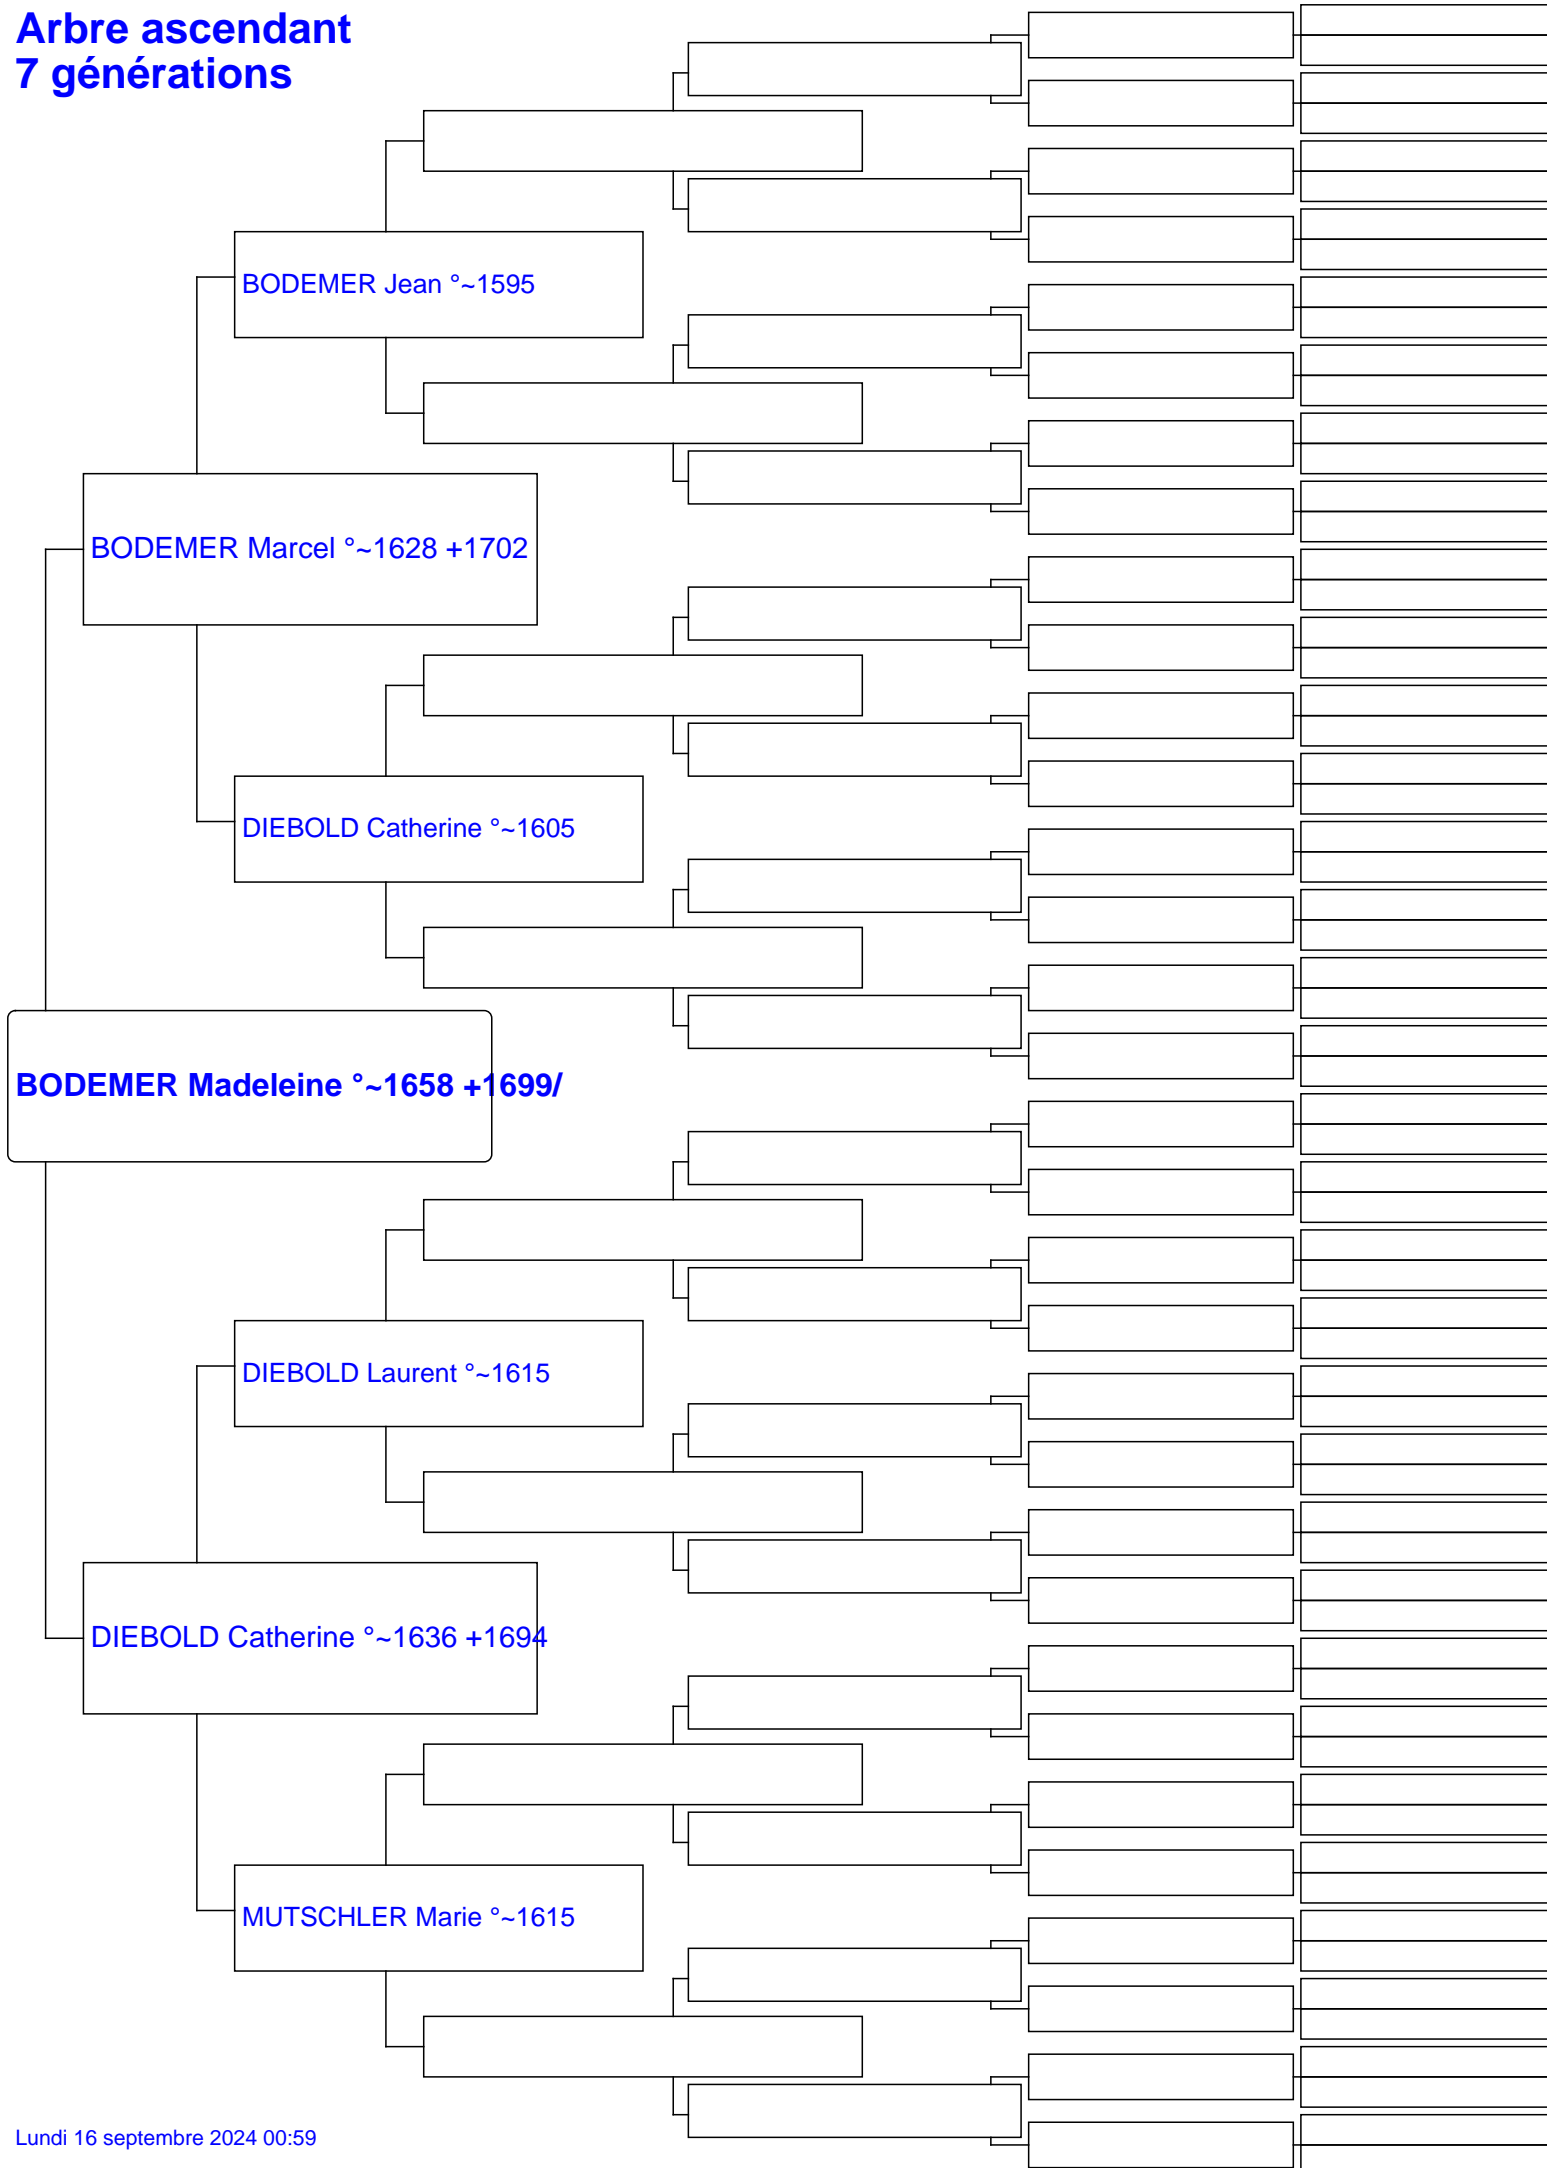 Arbre ascendant
7 générations
BODEMER Jean °~1595
BODEMER Marcel °~1628 +1702
DIEBOLD Catherine °~1605
BODEMER Madeleine °~1658 +1699/
DIEBOLD Laurent °~1615
DIEBOLD Catherine °~1636 +1694
MUTSCHLER Marie °~1615
Lundi 16 septembre 2024 00:59